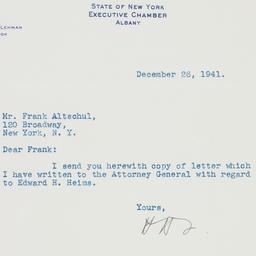 STATE OF NEW YORK
EXECUTIVE CHAMBER
ALBANY
LEHMAN
December 26, 1941.
Mr. Frank Altschul,
120 Broadway,
New York, N. Y.
Dear Frank:
I send you herewith copy of letter which
I have written to the Attorney General with regard
to Edward H. Heims.
Yours,